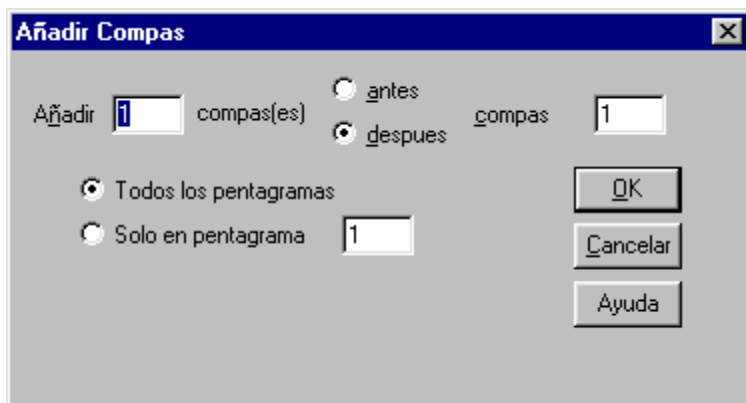 Añadir Compas
Añadir 1 compas(es) antes despues compas 1
Todos los pentagramas
Solo en pentagrama 1
OK
Cancelar
Ayuda